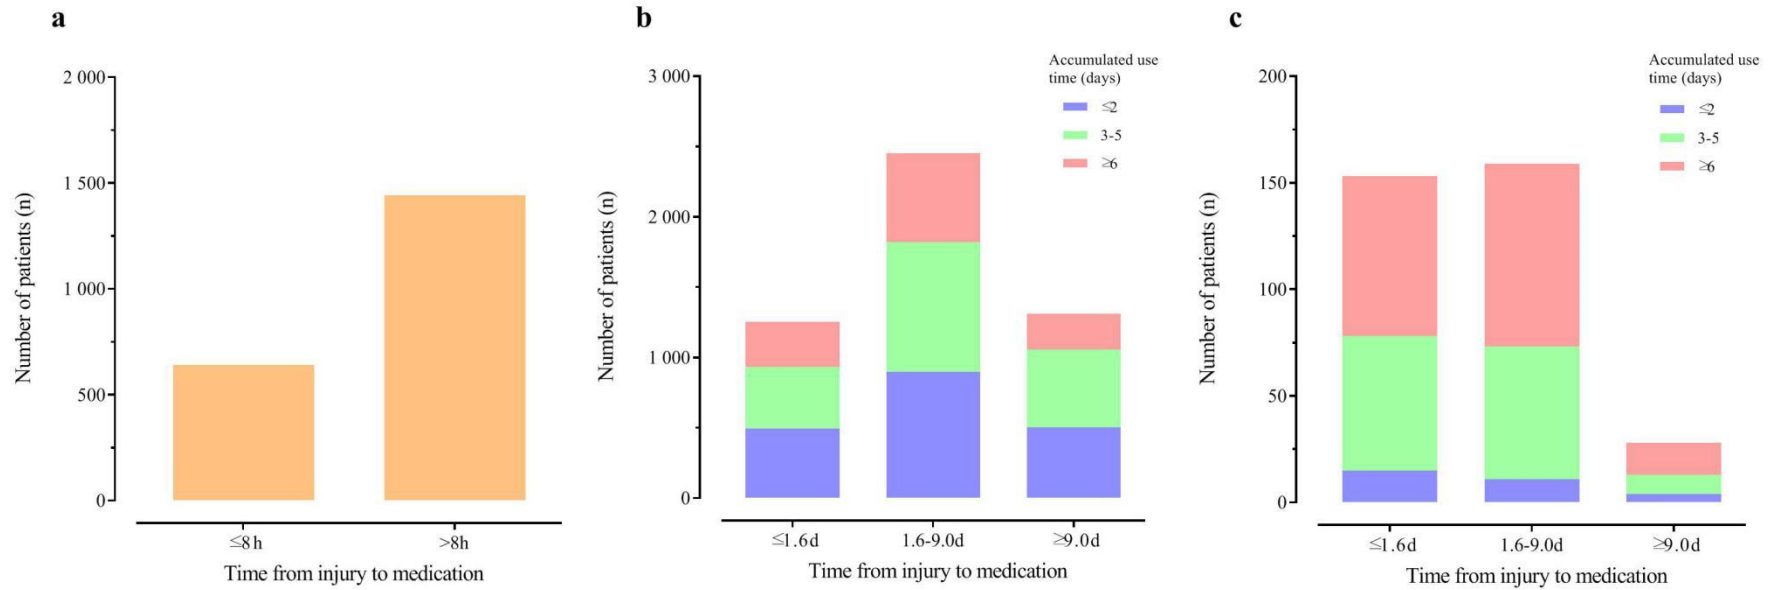 a
2 000
1 500
1 000
500
0
Number of patients (n)
≤8h
>8h
Time from injury to medication
b
Accumulated use
time (days)
≤2
3-5
≥6
3 000
2 000
1 000
0
Number of patients (n)
≤1.6d
1.6-9.0d
≥9.0d
Time from injury to medication
c
Accumulated use
time (days)
≤2
3-5
≥6
200
150
100
50
0
Number of patients (n)
≤1.6d
1.6-9.0d
≥9.0d
Time from injury to medication